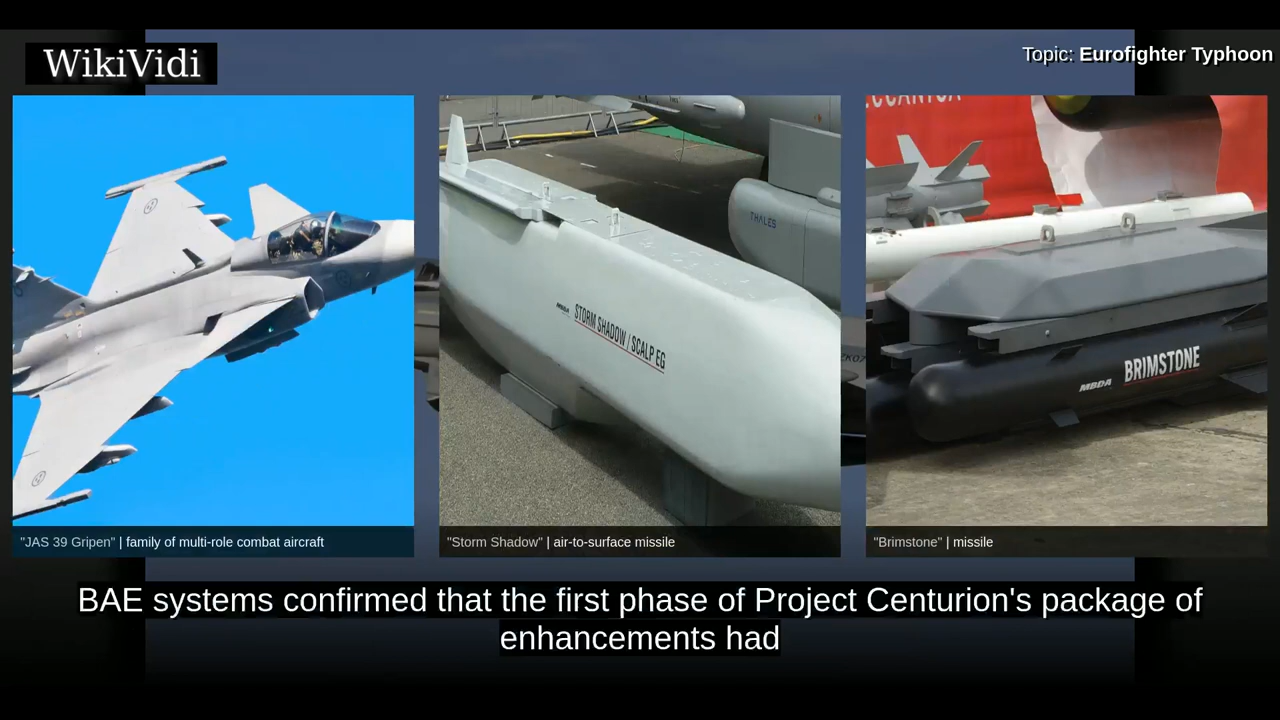 WikiVidi
Topic: Eurofighter Typhoon
THALES
MBDA STORM SHADOW / SCALP EG
MBDA BRIMSTONE
"JAS 39 Gripen" | family of multi-role combat aircraft
"Storm Shadow" | air-to-surface missile
"Brimstone" | missile
BAE systems confirmed that the first phase of Project Centurion's package of
enhancements had